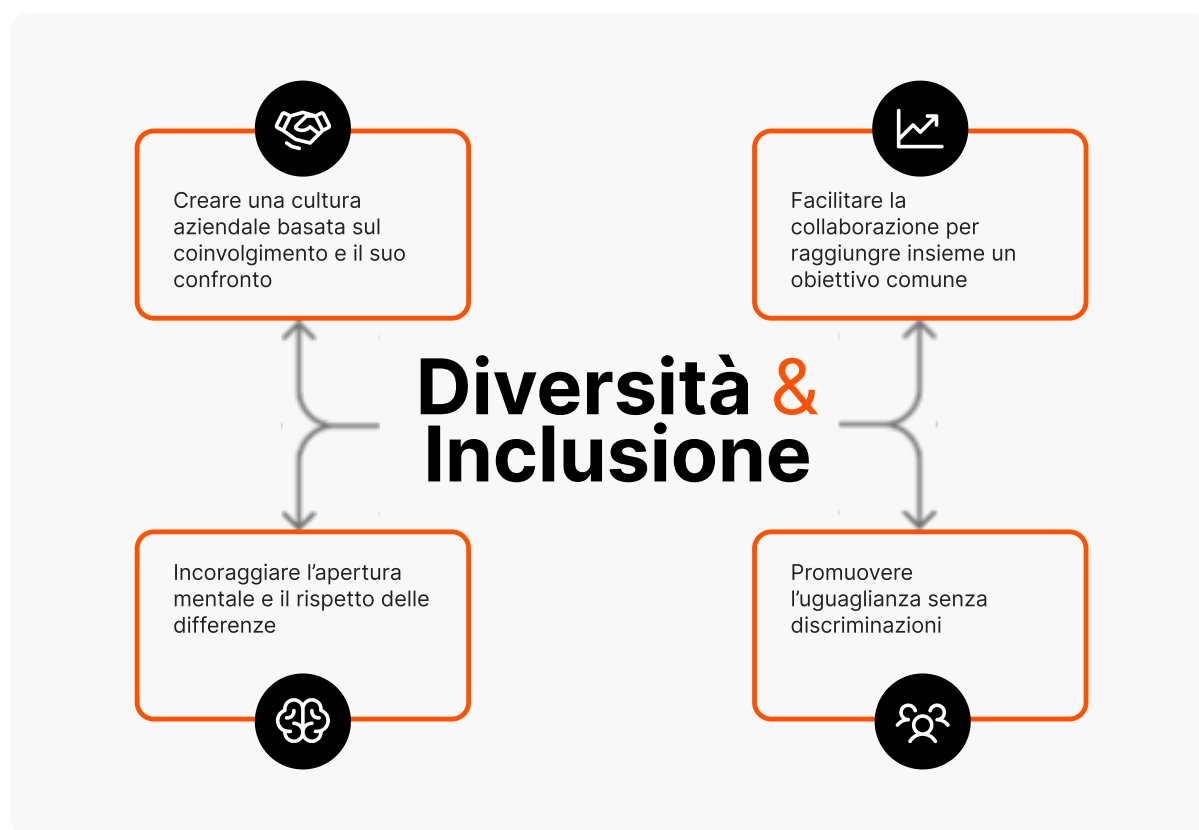 Creare una cultura
aziendale basata sul
coinvolgimento e il suo
confronto
Facilitare la
collaborazione per
raggiungre insieme un
obiettivo comune
Diversità &
Inclusione
Incoraggiare l’apertura
mentale e il rispetto delle
differenze
Promuovere
l’uguaglianza senza
discriminazioni